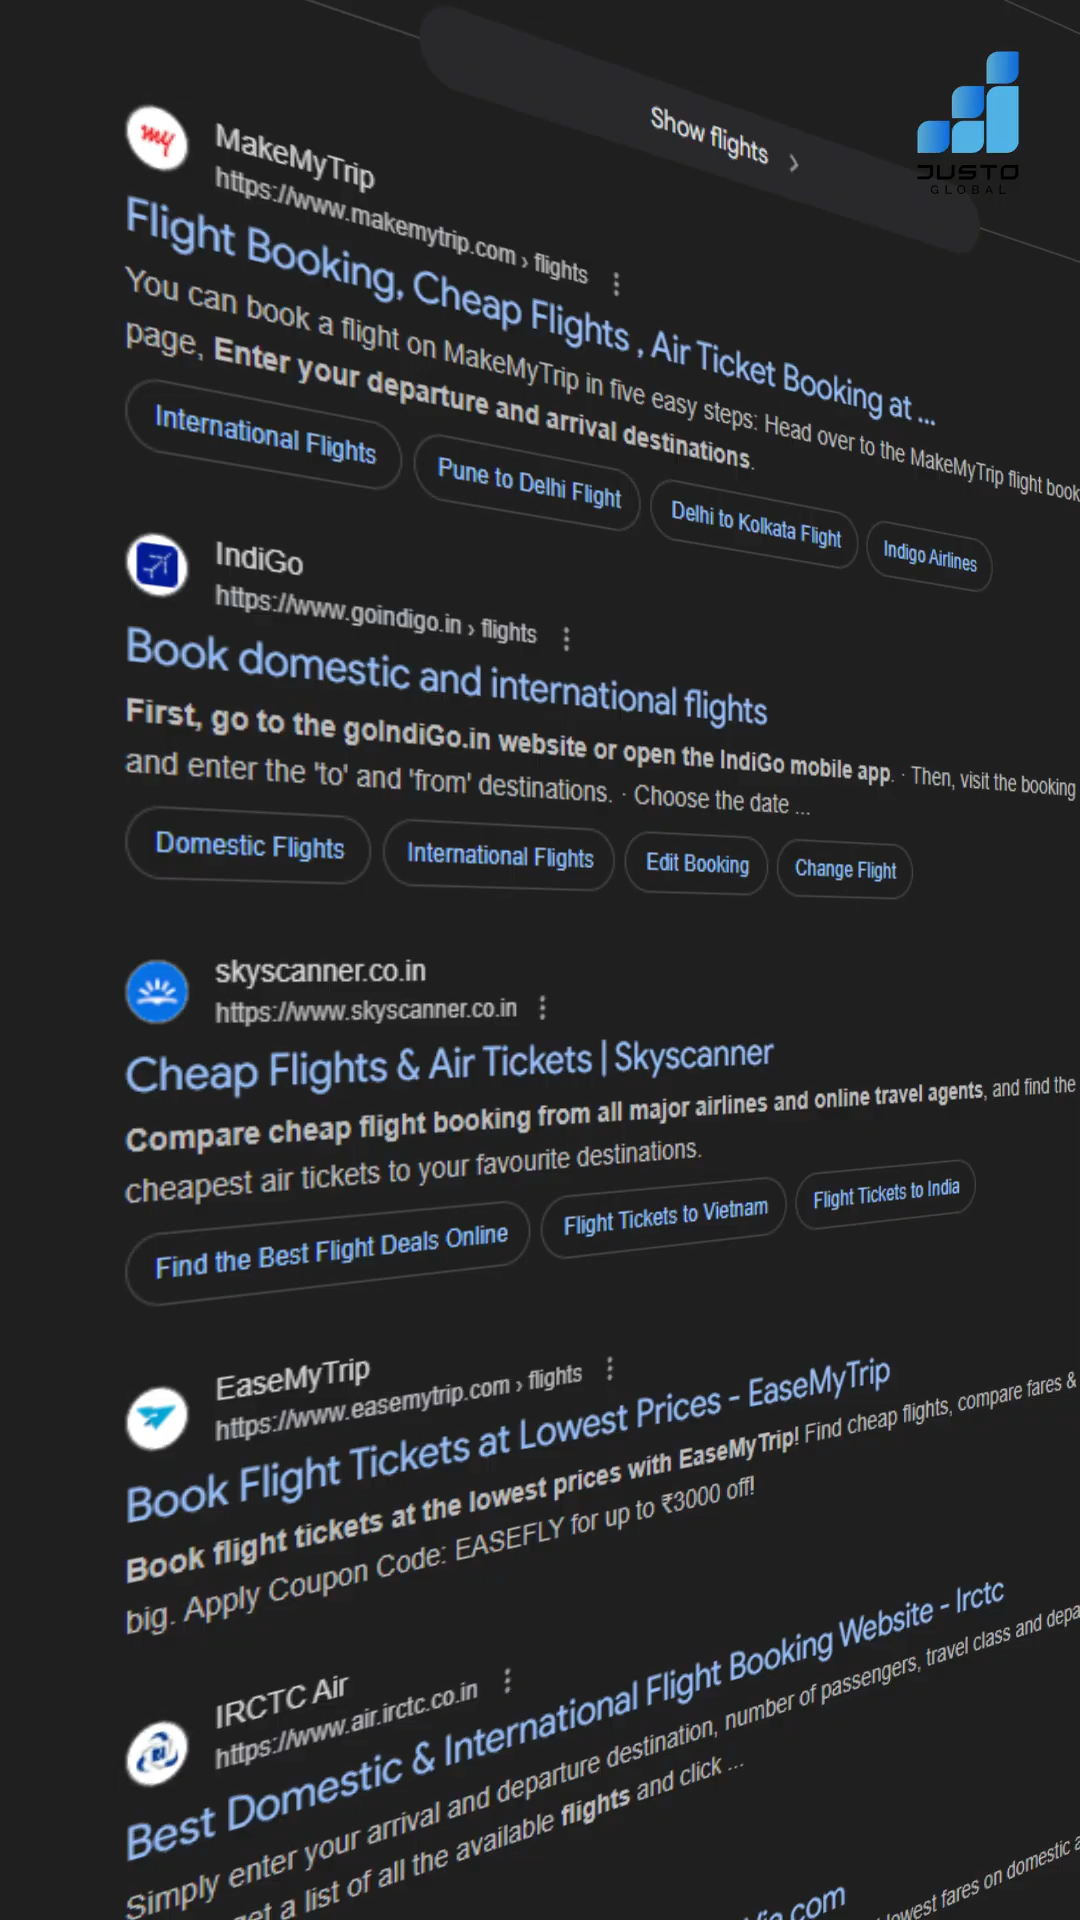 Show flights
JUSTO
GLOBAL
my
MakeMyTrip
https://www.makemytrip.com › flights
Flight Booking, Cheap Flights , Air Ticket Booking at ...
You can book a flight on MakeMyTrip in five easy steps: Head over to the MakeMyTrip flight book
page, Enter your departure and arrival destinations.
International Flights
Pune to Delhi Flight
Delhi to Kolkata Flight
Indigo Airlines
IndiGo
https://www.goindigo.in › flights
Book domestic and international flights
First, go to the goIndiGo.in website or open the IndiGo mobile app. · Then, visit the booking
and enter the 'to' and 'from' destinations. · Choose the date ...
Domestic Flights
International Flights
Edit Booking
Change Flight
skyscanner.co.in
https://www.skyscanner.co.in
Cheap Flights & Air Tickets | Skyscanner
Compare cheap flight booking from all major airlines and online travel agents, and find the
cheapest air tickets to your favourite destinations.
Find the Best Flight Deals Online
Flight Tickets to Vietnam
Flight Tickets to India
EaseMyTrip
https://www.easemytrip.com › flights
Book Flight Tickets at Lowest Prices - EaseMyTrip
Book flight tickets at the lowest prices with EaseMyTrip! Find cheap flights, compare fares &
big. Apply Coupon Code: EASEFLY for up to ₹3000 off!
IRCTC Air
https://www.air.irctc.co.in
Best Domestic & International Flight Booking Website - Irctc
Simply enter your arrival and departure destination, number of passengers, travel class and depa
get a list of all the available flights and click ...
Via.com
lowest fares on domestic a